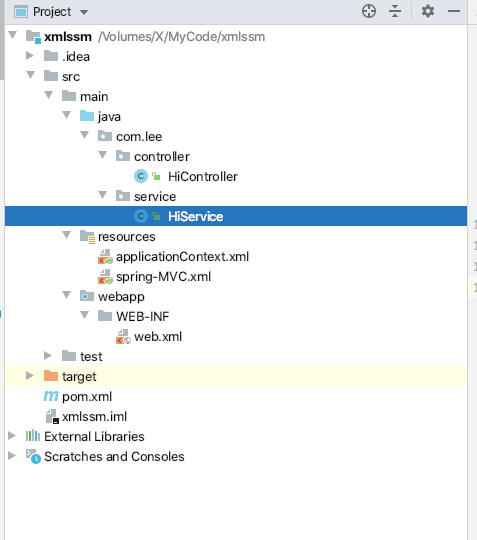 Project
xmlssm /Volumes/X/MyCode/xmlssm
.idea
src
main
java
com.lee
controller
HiController
service
HiService
resources
applicationContext.xml
spring-MVC.xml
webapp
WEB-INF
web.xml
test
target
pom.xml
xmlssm.iml
External Libraries
Scratches and Consoles